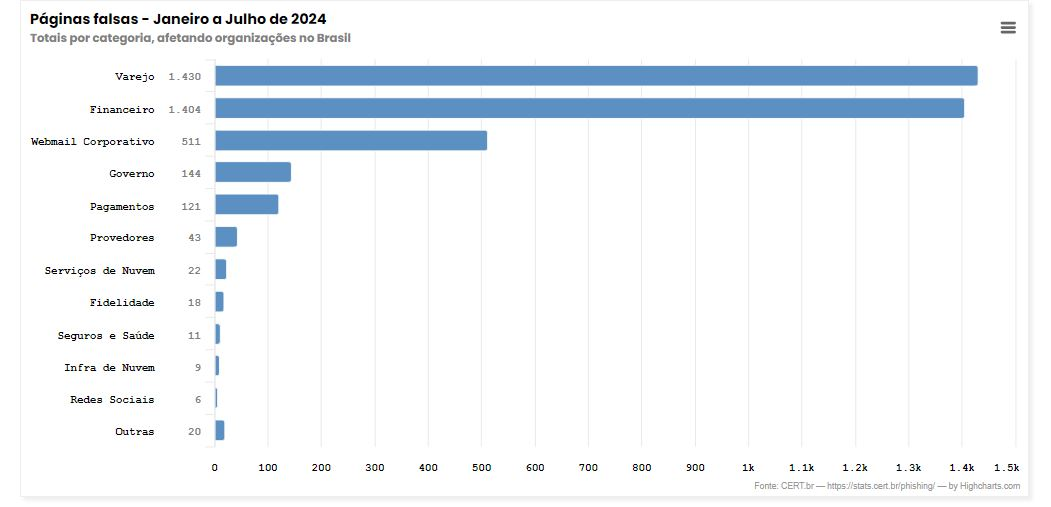 Páginas falsas - Janeiro a Julho de 2024
Totais por categoria, afetando organizações no Brasil
Varejo 1.430
Financeiro 1.404
Webmail Corporativo 511
Governo 144
Pagamentos 121
Provedores 43
Serviços de Nuvem 22
Fidelidade 18
Seguros e Saúde 11
Infra de Nuvem 9
Redes Sociais 6
Outras 20
0 100 200 300 400 500 600 700 800 900 1k 1.1k 1.2k 1.3k 1.4k 1.5k
Fonte: CERT.br — https://stats.cert.br/phishing/ — by Highcharts.com